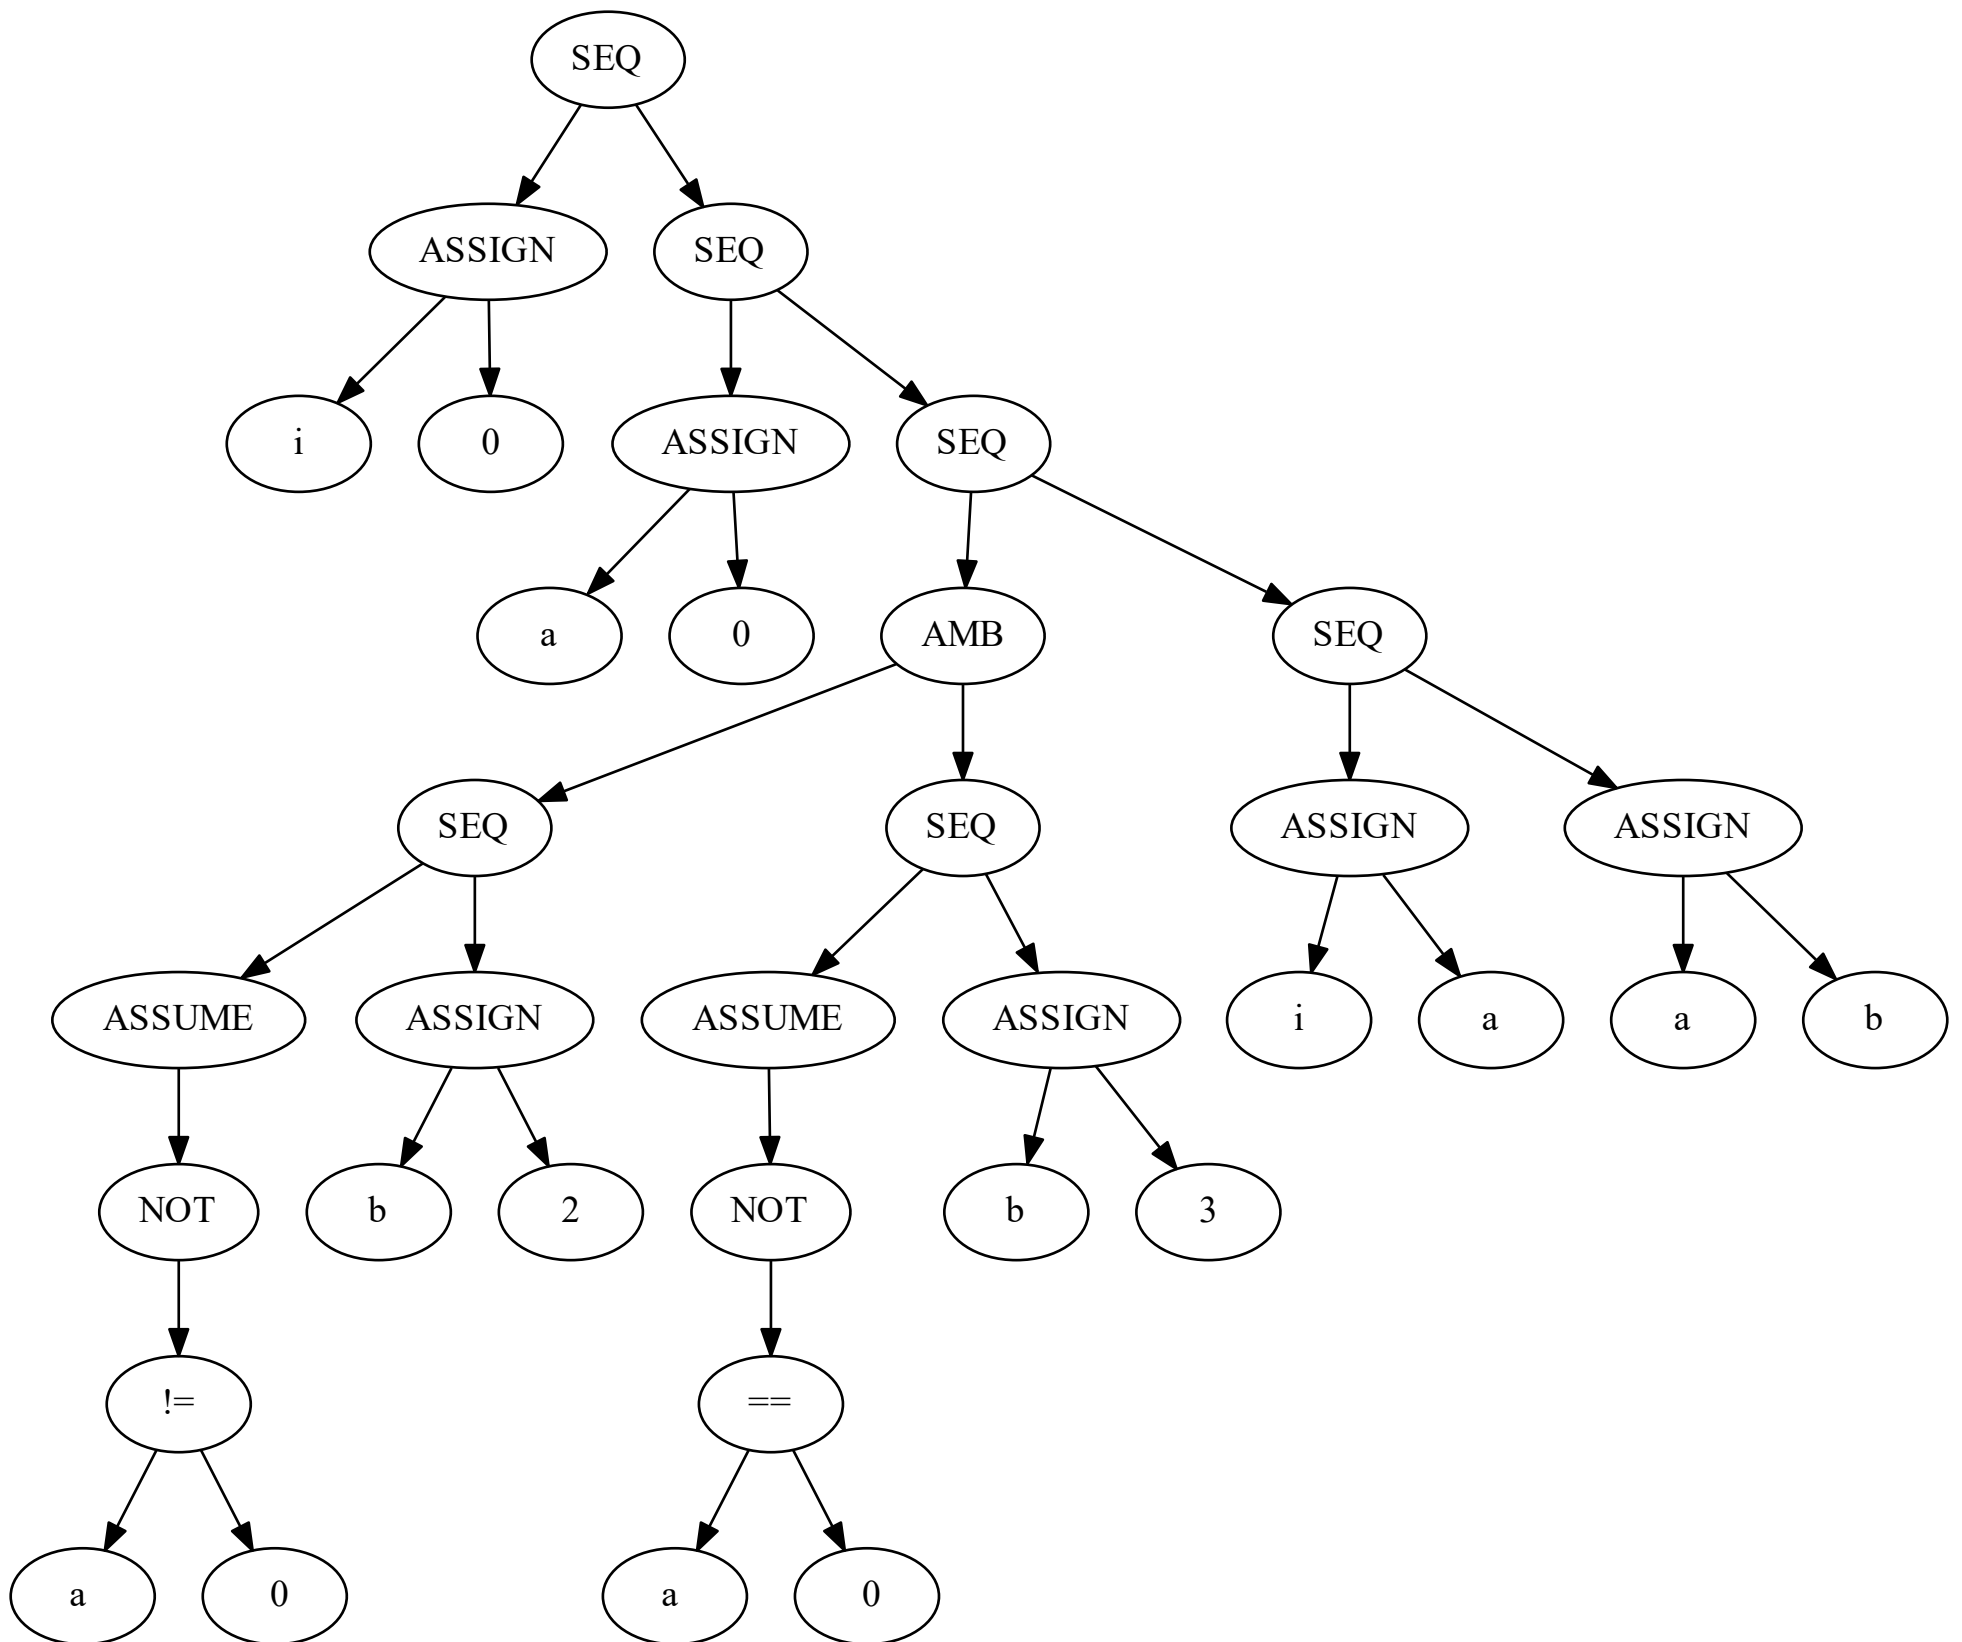 SEQ
ASSIGN SEQ
i 0 ASSIGN SEQ
a 0 AMB SEQ
SEQ SEQ ASSIGN ASSIGN
ASSUME ASSIGN ASSUME ASSIGN i a a b
NOT b 2 NOT b 3
!= ==
a 0 a 0